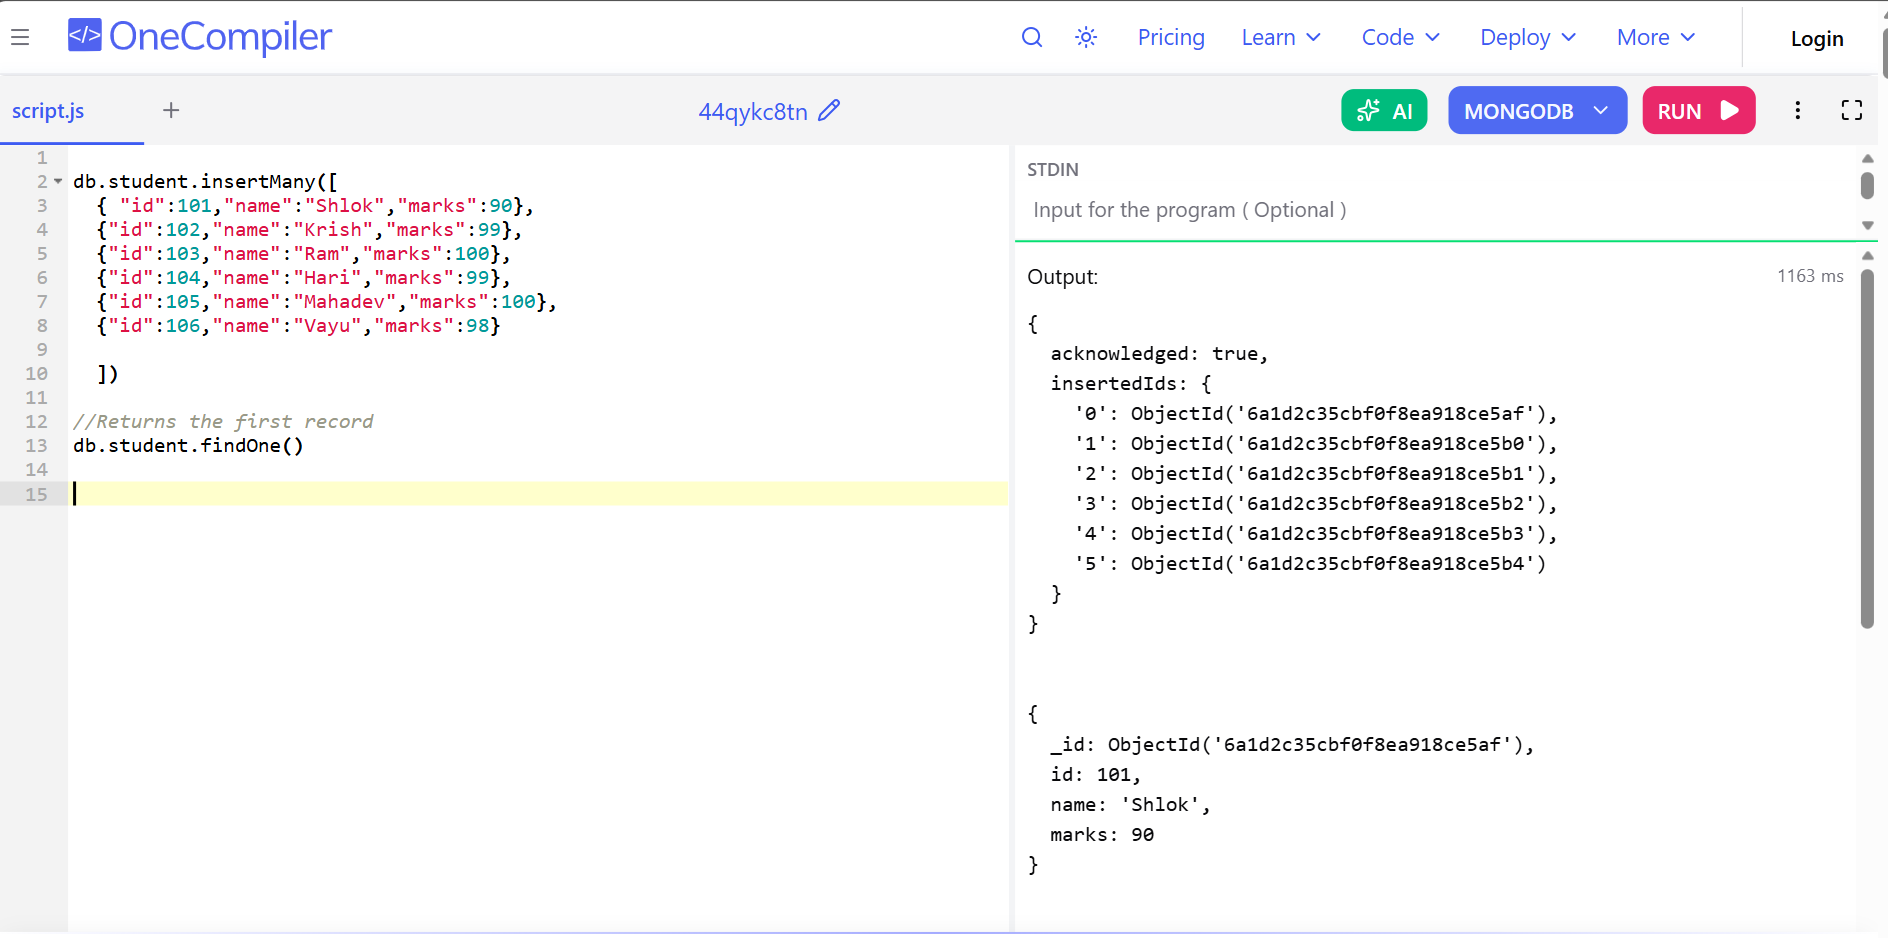 </> OneCompiler Pricing Learn Code Deploy More Login
script.js + 44qykc8tn AI MONGODB RUN
1
2 db.student.insertMany([
3 { "id":101,"name":"Shlok","marks":90},
4 {"id":102,"name":"Krish","marks":99},
5 {"id":103,"name":"Ram","marks":100},
6 {"id":104,"name":"Hari","marks":99},
7 {"id":105,"name":"Mahadev","marks":100},
8 {"id":106,"name":"Vayu","marks":98}
9
10 ])
11
12 //Returns the first record
13 db.student.findOne()
14
15
STDIN
Input for the program ( Optional )
Output: 1163 ms
{
acknowledged: true,
insertedIds: {
'0': ObjectId('6a1d2c35cbf0f8ea918ce5af'),
'1': ObjectId('6a1d2c35cbf0f8ea918ce5b0'),
'2': ObjectId('6a1d2c35cbf0f8ea918ce5b1'),
'3': ObjectId('6a1d2c35cbf0f8ea918ce5b2'),
'4': ObjectId('6a1d2c35cbf0f8ea918ce5b3'),
'5': ObjectId('6a1d2c35cbf0f8ea918ce5b4')
}
}
{
_id: ObjectId('6a1d2c35cbf0f8ea918ce5af'),
id: 101,
name: 'Shlok',
marks: 90
}